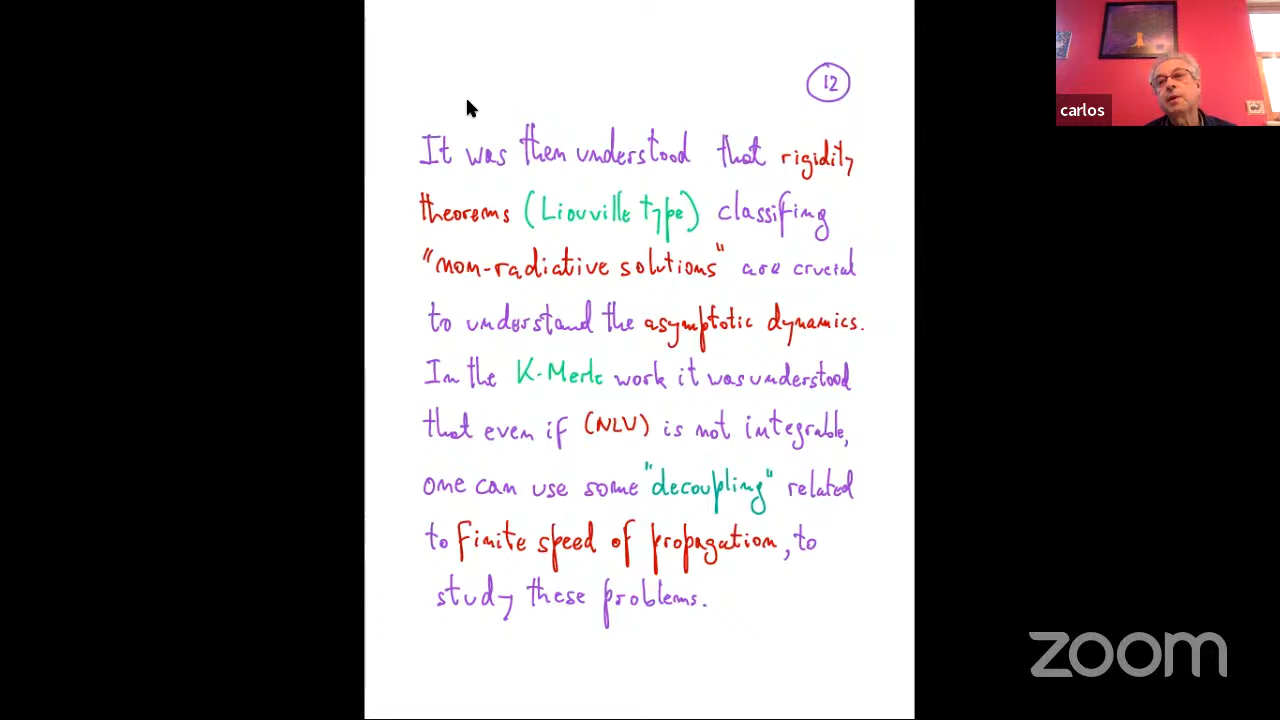 12
It was then understood that rigidity
theorems (Liouville type) classifing
"non-radiative solutions" are crucial
to understand the asymptotic dynamics.
In the K-Merle work it was understood
that even if (NLW) is not integrable,
one can use some "decoupling" related
to finite speed of propagation, to
study these problems.
carlos
zoom